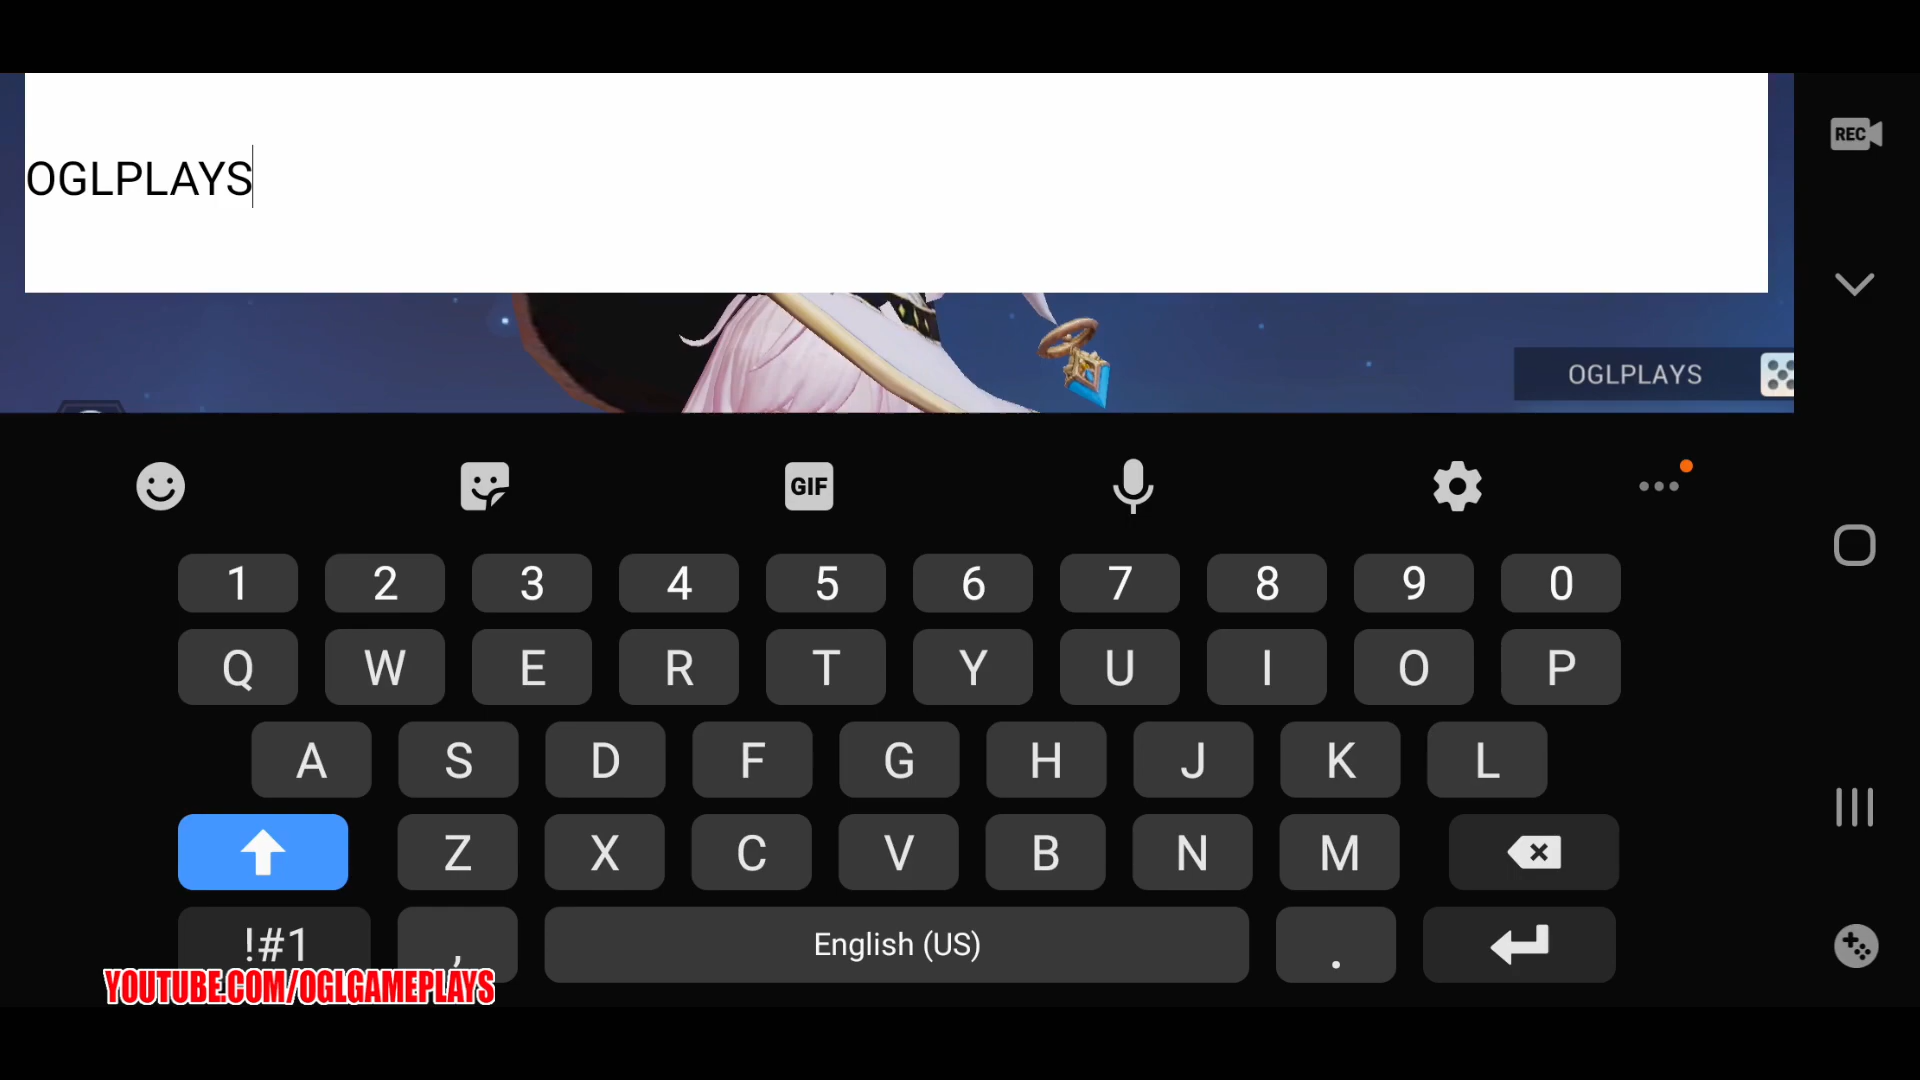 OGLPLAYS
REC
OGLPLAYS
GIF
1 2 3 4 5 6 7 8 9 0
Q W E R T Y U I O P
A S D F G H J K L
Z X C V B N M
!#1 , English (US) .
YOUTUBE.COM/OGLGAMEPLAYS